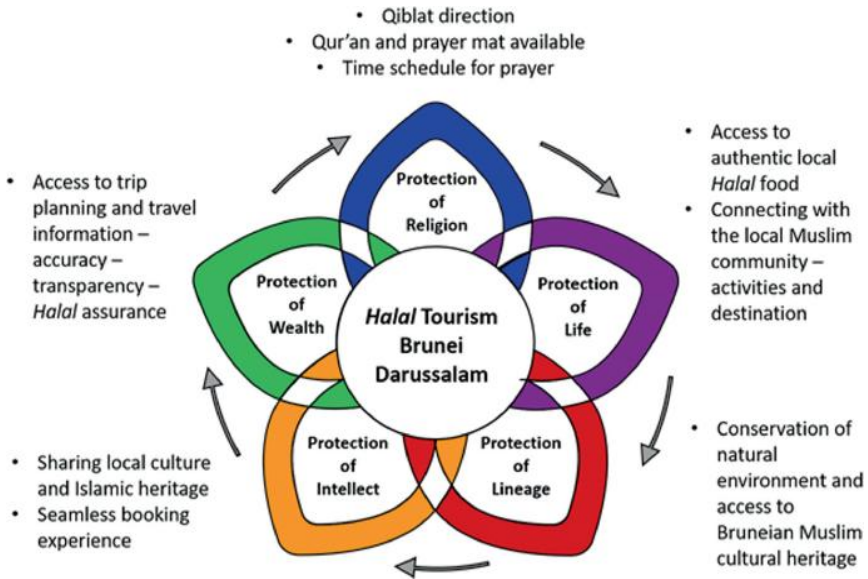 • Qiblat direction
• Qur'an and prayer mat available
• Time schedule for prayer
Protection
of
Religion
• Access to
authentic local
Halal food
• Connecting with
the local Muslim
community –
activities and
destination
Protection
of
Life
• Conservation of
natural
environment and
access to
Bruneian Muslim
cultural heritage
Protection
of
Lineage
• Sharing local culture
and Islamic heritage
• Seamless booking
experience
Protection
of
Intellect
• Access to trip
planning and travel
information –
accuracy –
transparency –
Halal assurance
Protection
of
Wealth
Halal Tourism
Brunei
Darussalam